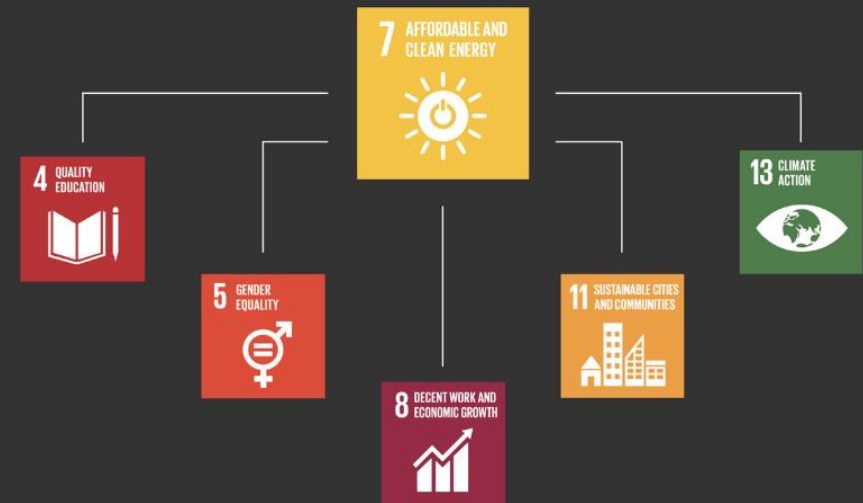 7 AFFORDABLE AND
CLEAN ENERGY
4 QUALITY
EDUCATION
13 CLIMATE
ACTION
5 GENDER
EQUALITY
11 SUSTAINABLE CITIES
AND COMMUNITIES
8 DECENT WORK AND
ECONOMIC GROWTH